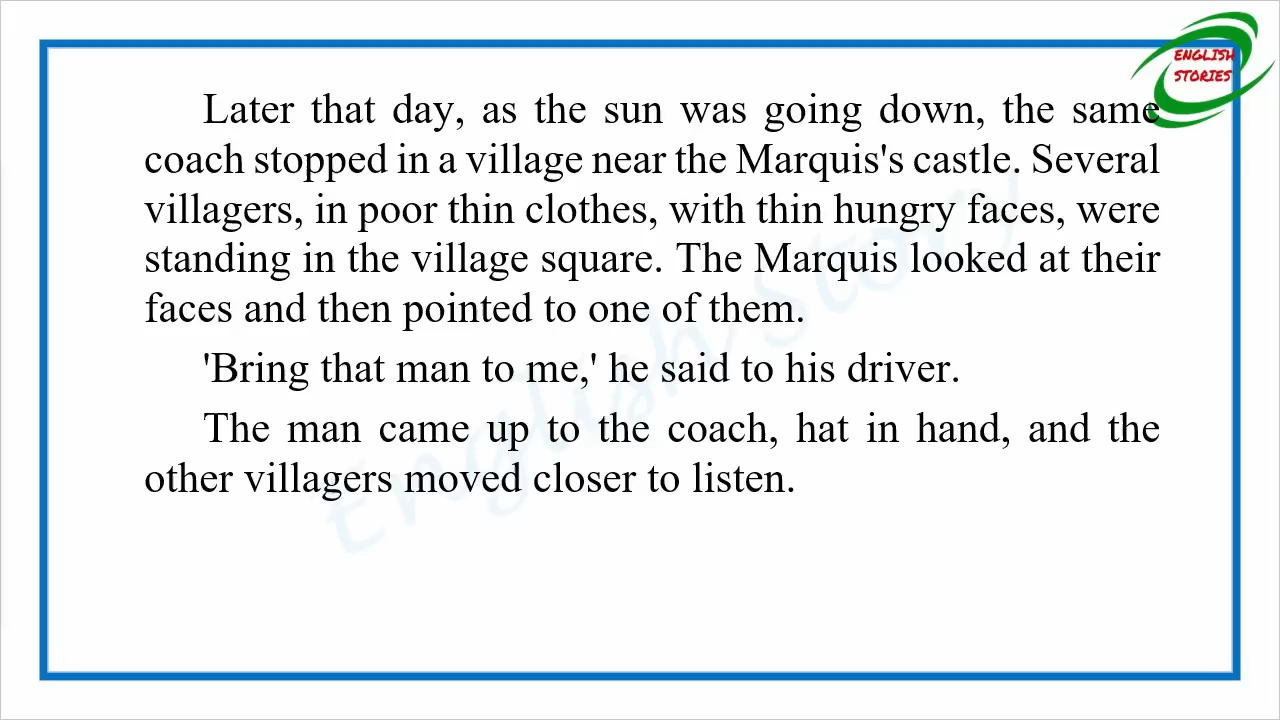 ENGLISH
STORIES
Later that day, as the sun was going down, the same
coach stopped in a village near the Marquis's castle. Several
villagers, in poor thin clothes, with thin hungry faces, were
standing in the village square. The Marquis looked at their
faces and then pointed to one of them.
'Bring that man to me,' he said to his driver.
The man came up to the coach, hat in hand, and the
other villagers moved closer to listen.
English Story